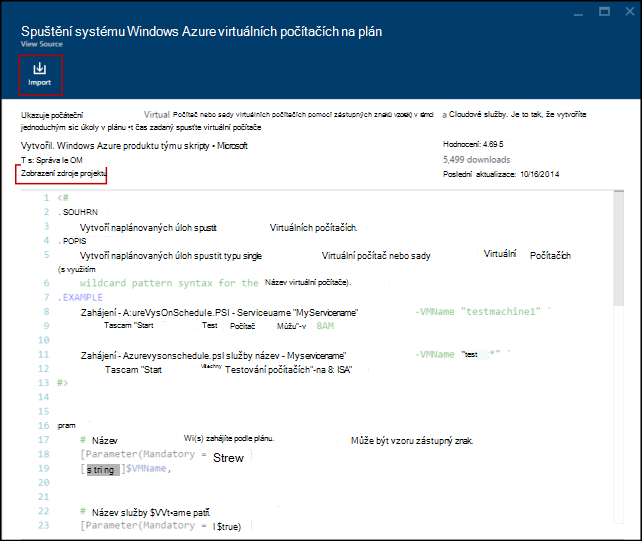 Spuštění systému Windows Azure virtuálních počítačích na plán
View Source
Import
Ukazuje počáteční Virtual Počítač nebo sady virtuálních počítačích pomocí zástupných znaků a Cloudové služby. Je to tak, že vytvoříte
jednoduchým sic úkoly v plánu •t čas zadaný spusťte virtuální počítače
Vytvořil. Windows Azure produktu týmu skripty • Microsoft Hodnocení: 4.69 5
T s: Správa le OM 5,499 downloads
Zobrazení zdroje projektu Poslední aktualizace: 10/16/2014
1 <#
2 .SOUHRN
3 Vytvoří naplánovaných úloh spustit Virtuálních počítačích.
4 .POPIS
5 Vytvoří naplánovaných úloh spustit typu single Virtuální počítač nebo sady Virtuální Počítačích
(s využitím
6 wildcard pattern syntax for the Název virtuální počítače).
7 .EXAMPLE
8 Zahájení - A:ureVysOnSchedule.PSI - Serviceuame "MyServicename" -VMName "testmachine1" `
9 Tascam "Start Test Počítač Můžu"-v 8AM
10
11 Zahájení - Azurevysonschedule.psl služby název - Myservicename" -VMName "test *" `
12 Tascam "Start Všechny Testování počítačích"-na 8: ISA"
13 #>
14
15
16 pram
17 # Název Wi(s) zahájíte podle plánu. Může být vzoru zástupný znak.
18 [Parameter(Mandatory = Strew
19 [string]$VMName,
20
21
22 # Název služby $VVt•ame patří.
23 [Parameter(Mandatory = I$true)